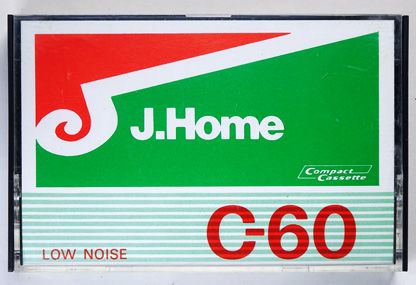 J.Home
Compact
Cassette
C-60
LOW NOISE